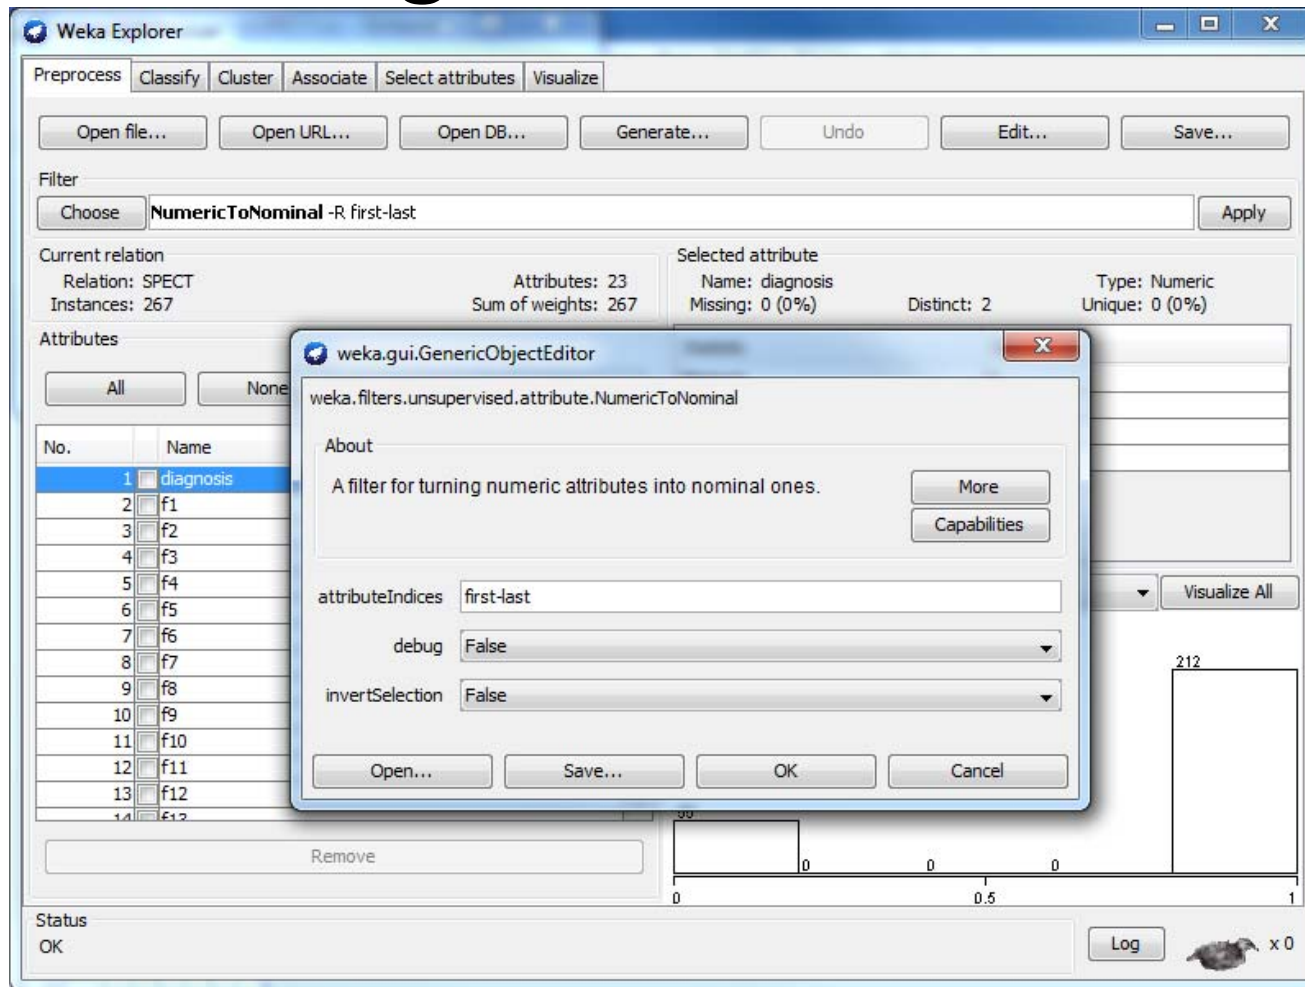 Weka Explorer
Preprocess Classify Cluster Associate Select attributes Visualize
Open file... Open URL... Open DB... Generate... Undo Edit... Save...
Filter
Choose NumericToNominal -R first-last Apply
Current relation
Relation: SPECT Attributes: 23
Instances: 267 Sum of weights: 267
Selected attribute
Name: diagnosis Type: Numeric
Missing: 0 (0%) Distinct: 2 Unique: 0 (0%)
Attributes
All None
No. Name
1 diagnosis
2 f1
3 f2
4 f3
5 f4
6 f5
7 f6
8 f7
9 f8
10 f9
11 f10
12 f11
13 f12
14 f13
Remove
weka.gui.GenericObjectEditor
weka.filters.unsupervised.attribute.NumericToNominal
About
A filter for turning numeric attributes into nominal ones.
More
Capabilities
attributeIndices first-last
debug False
invertSelection False
Open... Save... OK Cancel
Visualize All
212
0 0 0
0 0.5 1
Status
OK
Log x 0